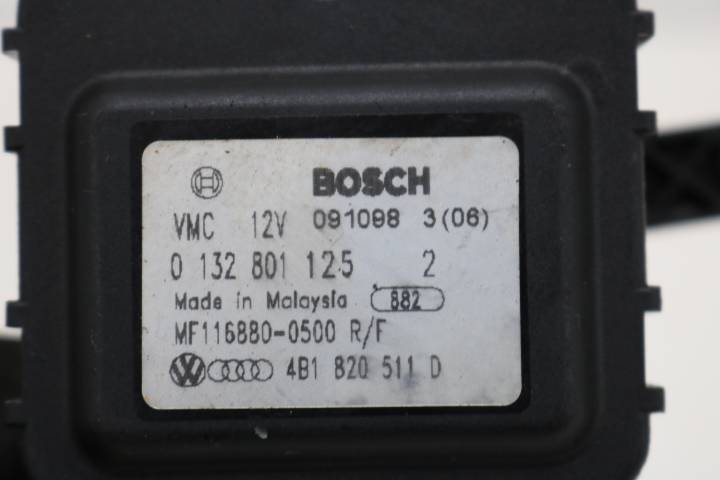 BOSCH
VMC 12V 091098 3(06)
0 132 801 125 2
Made in Malaysia 882
MF116880-0500 R/F
VW 4B1 820 511 D